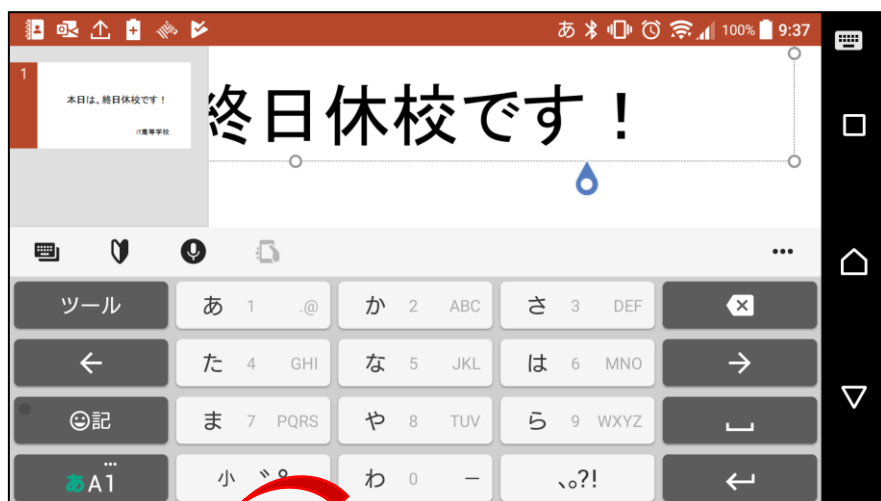 あ 100% 9:37
1
本日は、終日休校です！
IT高等学校
終日休校です！
ツール あ 1 .@ か 2 ABC さ 3 DEF
た 4 GHI な 5 JKL は 6 MNO
記 ま 7 PQRS や 8 TUV ら 9 WXYZ
あA1 小 ﾞ わ 0 ー 、。?!